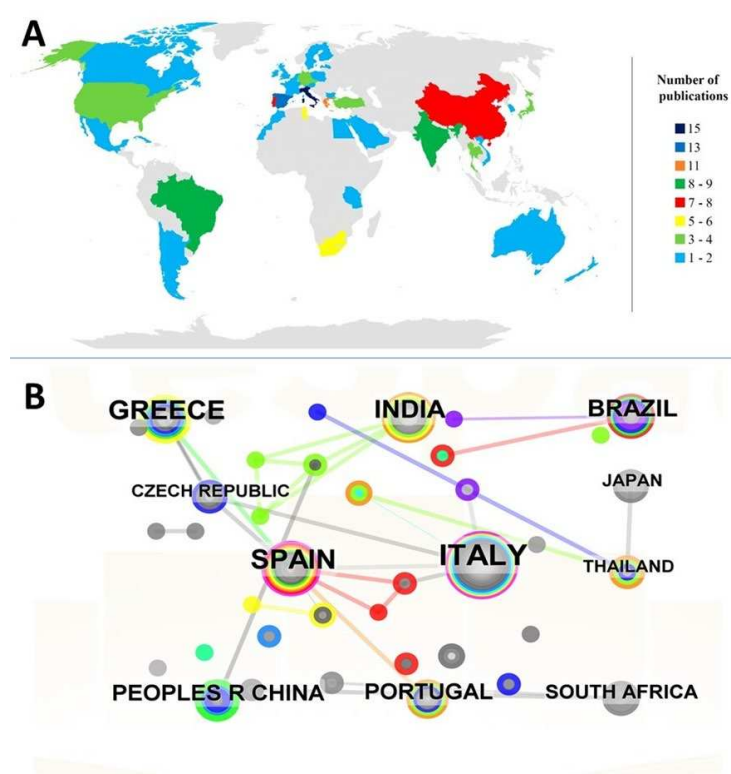 A
Number of
publications
15
13
11
8 - 9
7 - 8
5 - 6
3 - 4
1 - 2
B
GREECE
INDIA
BRAZIL
CZECH REPUBLIC
JAPAN
SPAIN
ITALY
THAILAND
PEOPLES R CHINA
PORTUGAL
SOUTH AFRICA